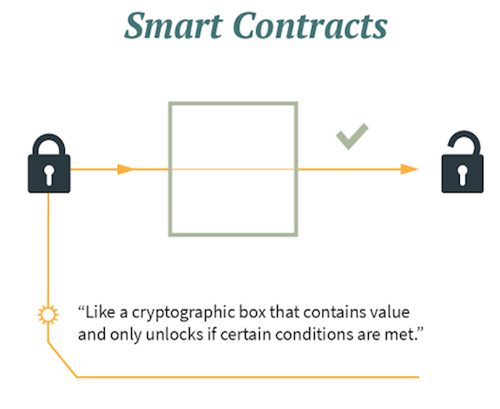 Smart Contracts
“Like a cryptographic box that contains value
and only unlocks if certain conditions are met.”